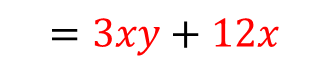 = 3xy + 12x